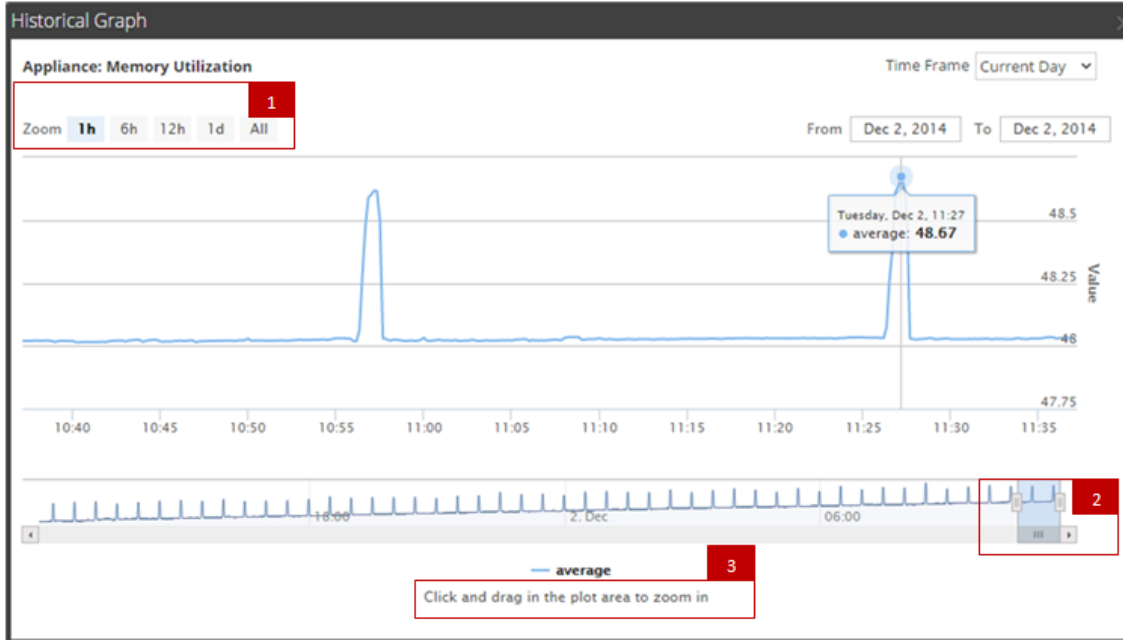 Historical Graph
Appliance: Memory Utilization
Time Frame Current Day
1
Zoom 1h 6h 12h 1d All
From Dec 2, 2014 To Dec 2, 2014
Tuesday, Dec 2, 11:27
average: 48.67
48.5
48.25
Value
48
47.75
10:40 10:45 10:50 10:55 11:00 11:05 11:10 11:15 11:20 11:25 11:30 11:35
2
18:00 2. Dec 06:00
3
average
Click and drag in the plot area to zoom in